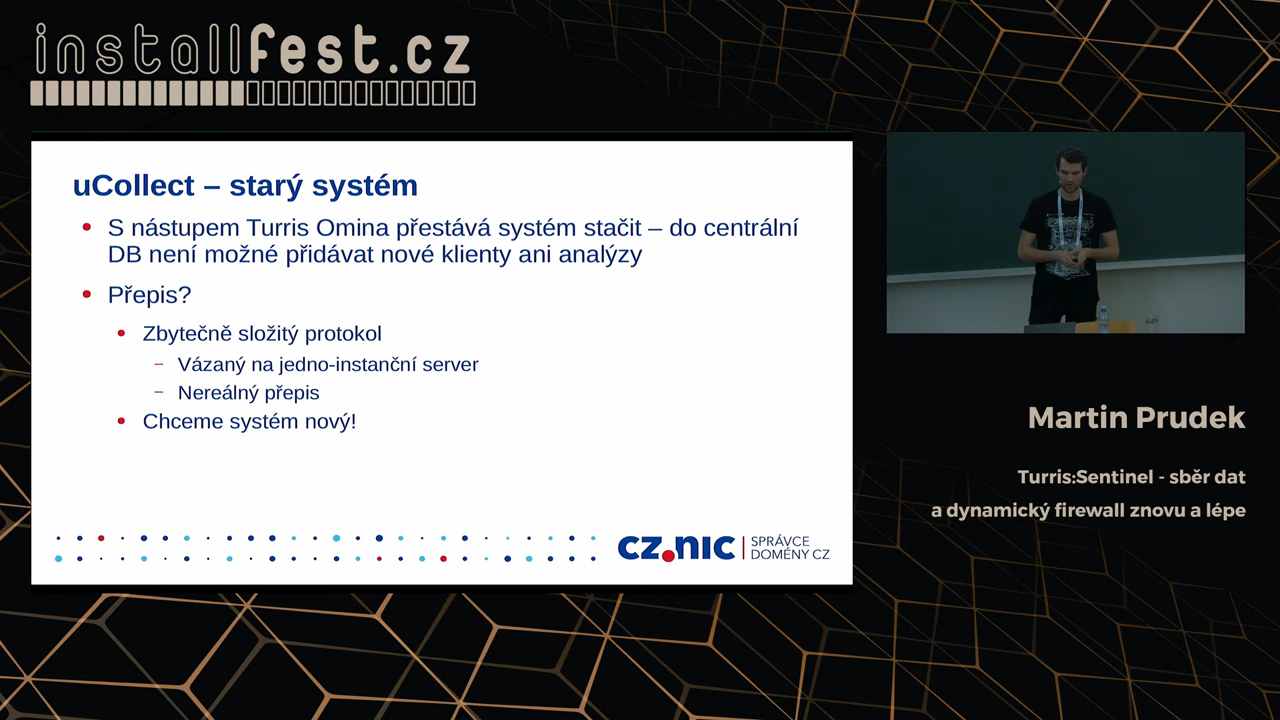 installfest.cz
uCollect – starý systém
S nástupem Turris Omina přestává systém stačit – do centrální
DB není možné přidávat nové klienty ani analýzy
Přepis?
Zbytečně složitý protokol
Vázaný na jedno-instanční server
Nereálný přepis
Chceme systém nový!
cz.nic
SPRÁVCE
DOMÉNY CZ
Martin Prudek
Turris:Sentinel - sběr dat
a dynamický firewall znovu a lépe